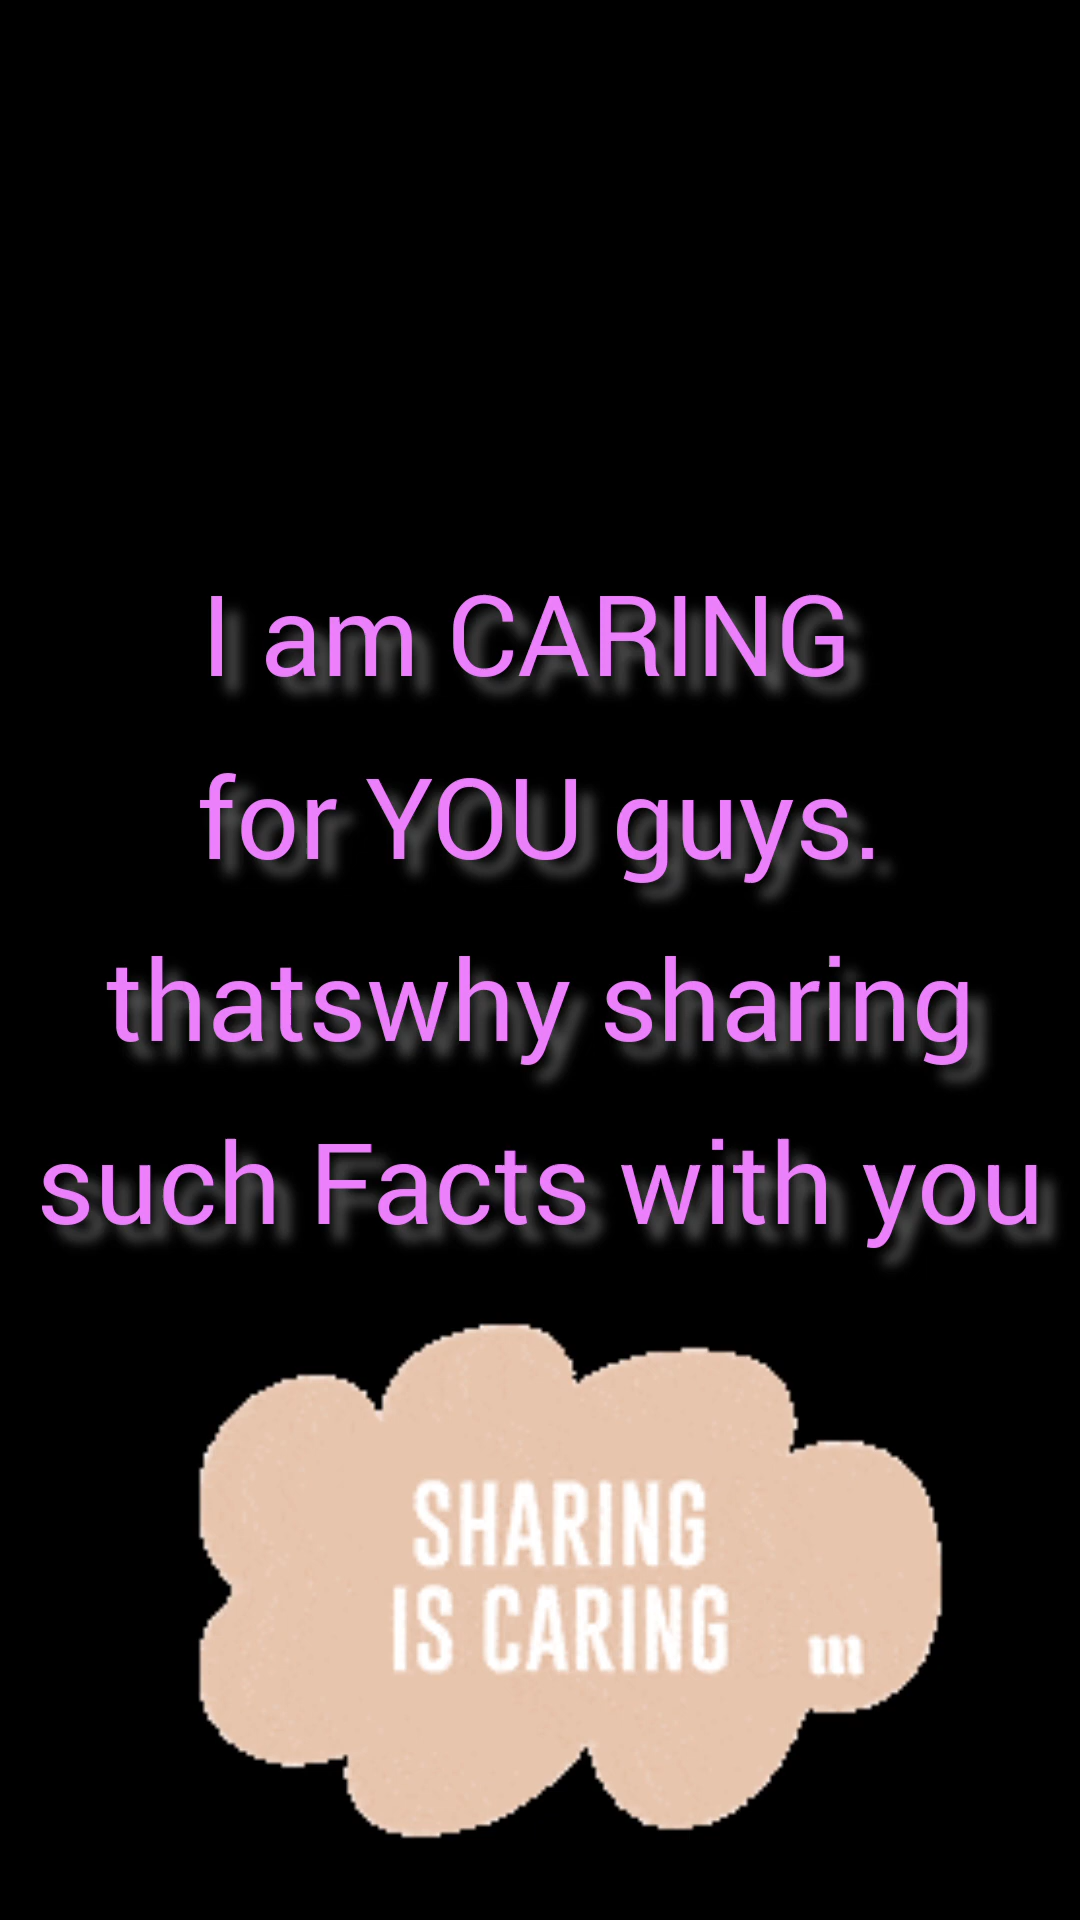 I am CARING
for YOU guys.
thatswhy sharing
such Facts with you
SHARING
IS CARING
m